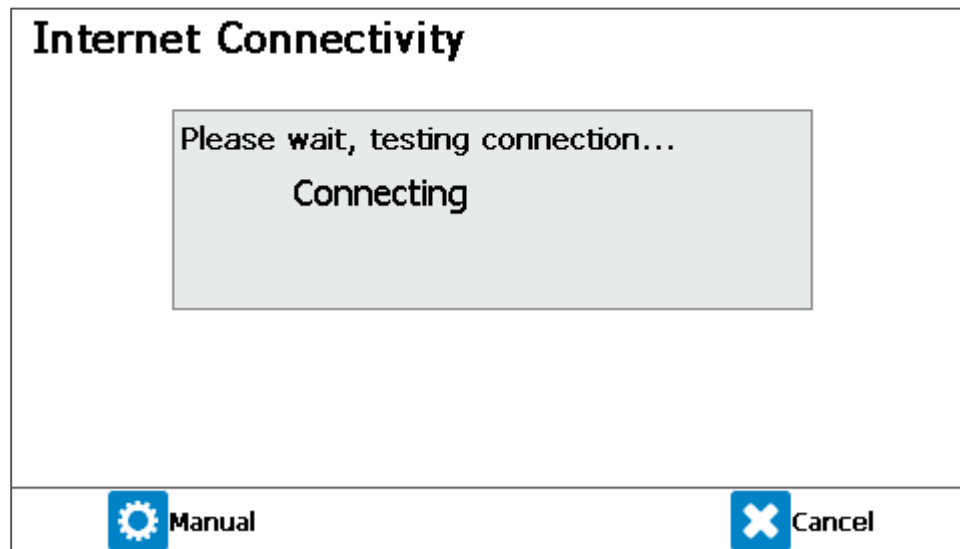 Internet Connectivity
Please wait, testing connection...
Connecting
Manual
Cancel